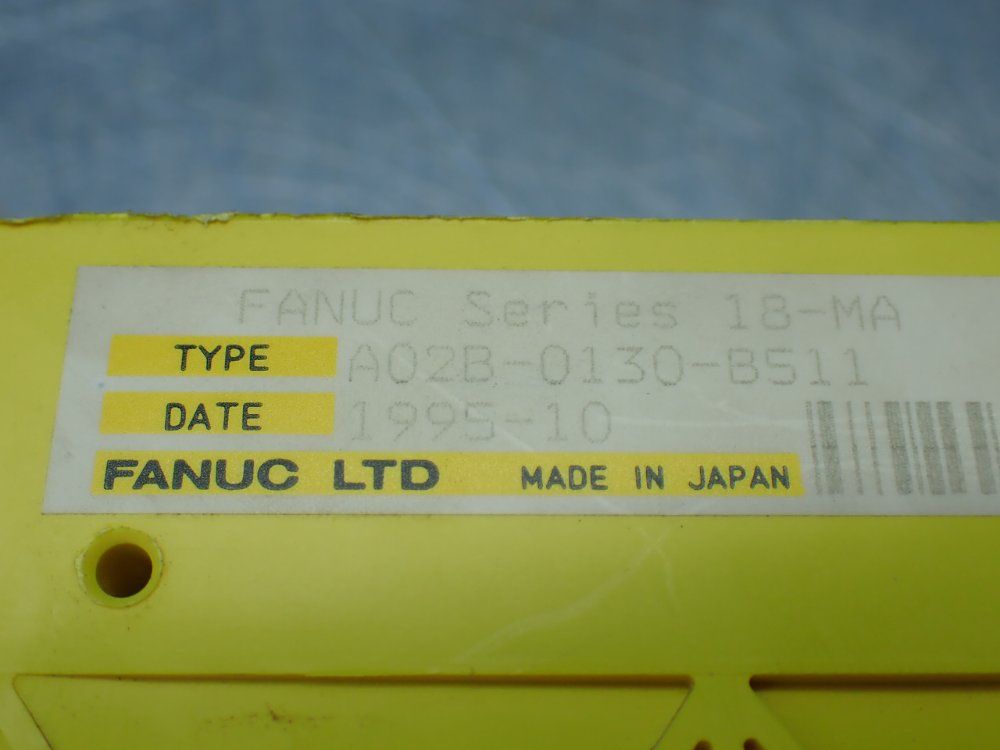 FANUC Series 18-MA
TYPE A02B-0130-B511
DATE 1995-10
FANUC LTD MADE IN JAPAN